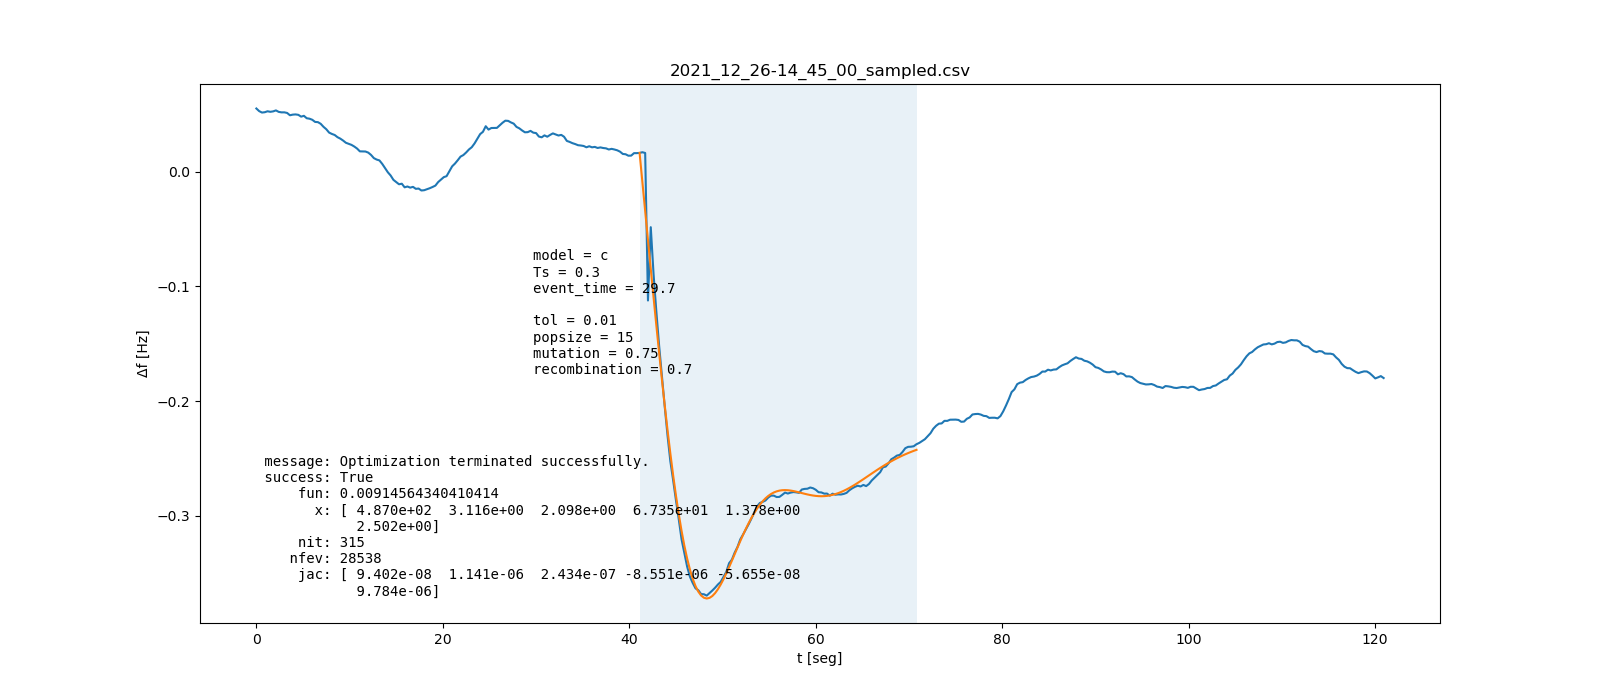 2021_12_26-14_45_00_sampled.csv
0.0
−0.1
−0.2
−0.3
Δf [Hz]
model = c
Ts = 0.3
event_time = 29.7
tol = 0.01
popsize = 15
mutation = 0.75
recombination = 0.7
message: Optimization terminated successfully.
success: True
fun: 0.00914564340410414
x: [ 4.870e+02  3.116e+00  2.098e+00  6.735e+01  1.378e+00
2.502e+00]
nit: 315
nfev: 28538
jac: [ 9.402e-08  1.141e-06  2.434e-07 -8.551e-06 -5.655e-08
9.784e-06]
0 20 40 60 80 100 120
t [seg]